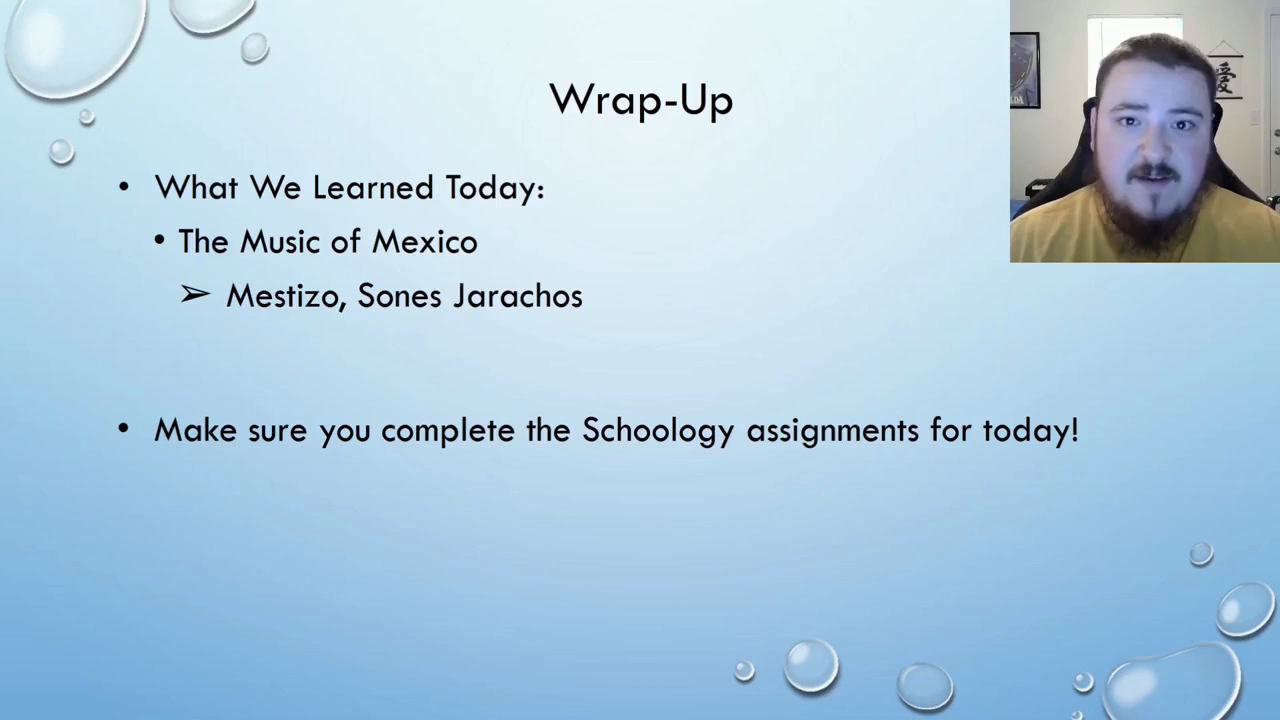 Wrap-Up
• What We Learned Today:
• The Music of Mexico
➢ Mestizo, Sones Jarachos
• Make sure you complete the Schoology assignments for today!
愛